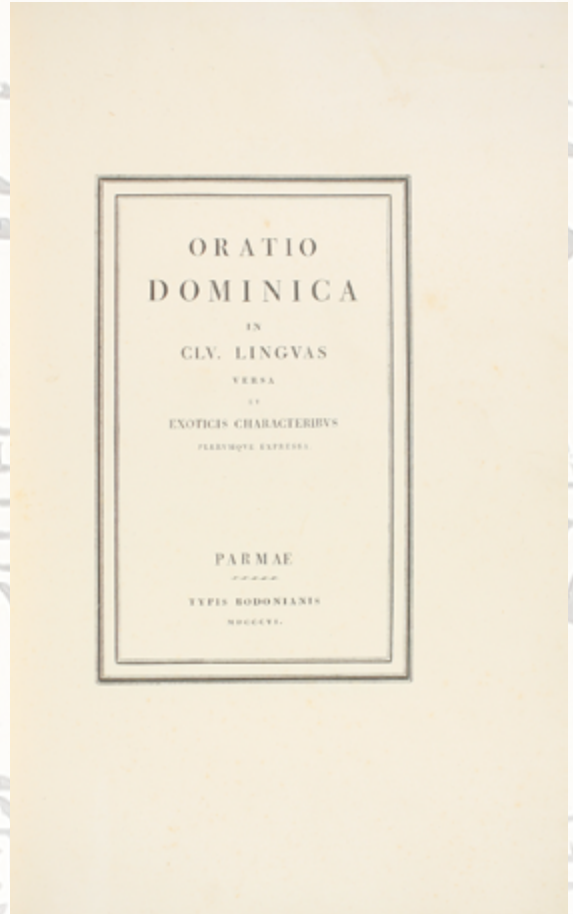 ORATIO
DOMINICA
IN
CLV. LINGVAS
VERSA
ET
EXOTICIS CHARACTERIBVS
PLERVMQVE EXPRESSA.
PARMAE
TYPIS BODONIANIS
MDCCCVI.